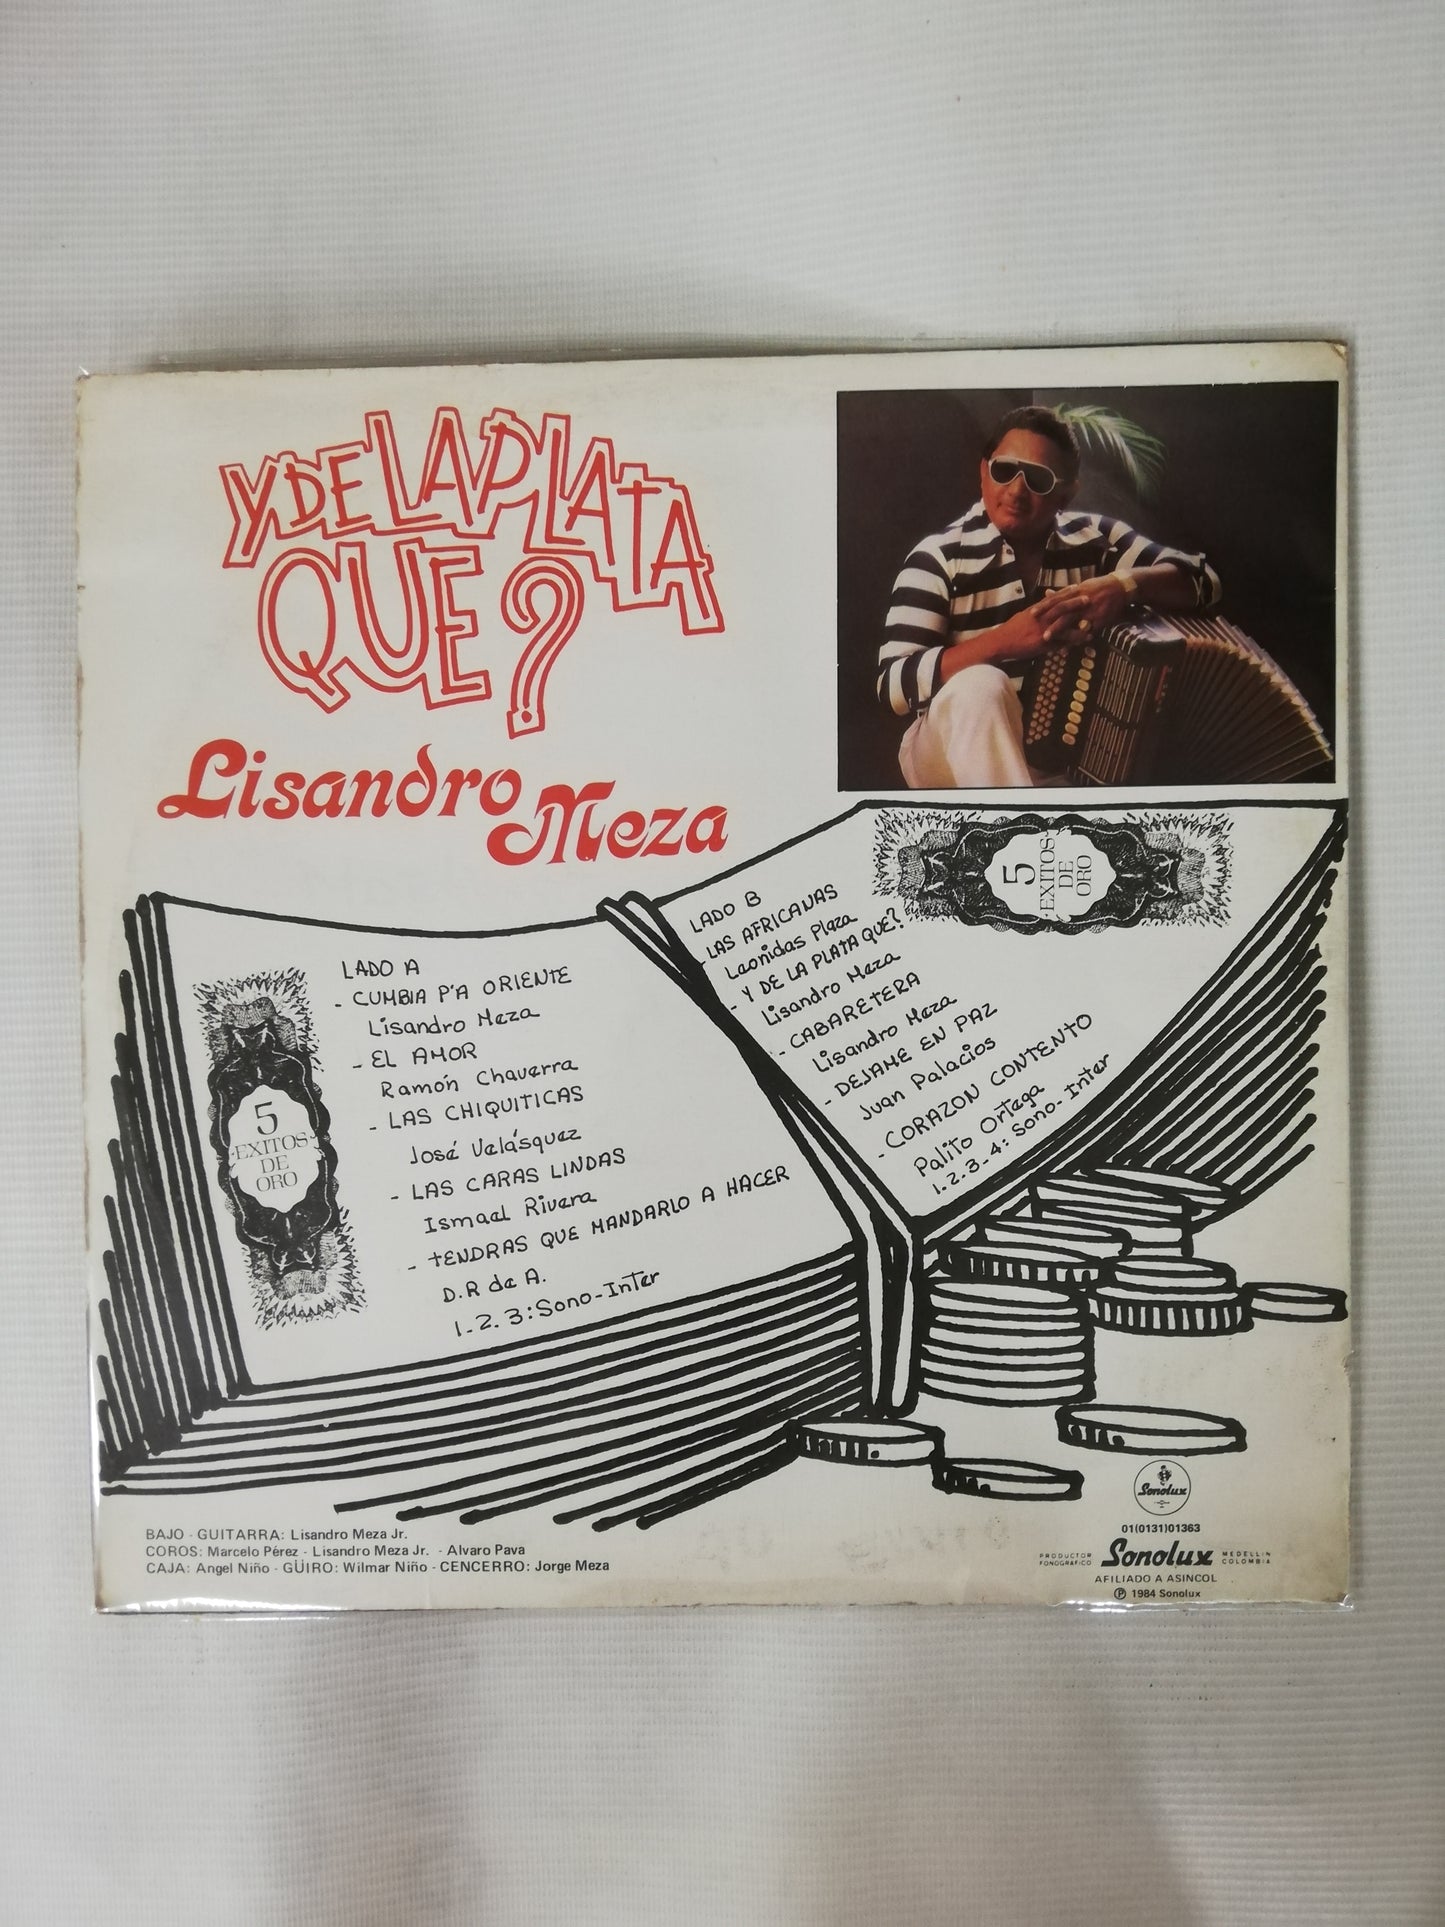 Y DE LA PLATA
QUE?
Lisandro
Meza
5
EXITOS
DE
ORO
LADO A
- CUMBIA P'A ORIENTE
Lisandro Meza
- EL AMOR
Ramón Chaverra
- LAS CHIQUITICAS
José Velásquez
- LAS CARAS LINDAS
Ismael Rivera
- TENDRAS QUE MANDARLO A HACER
D.R de A.
1-2-3: Sono-Inter
5
EXITOS
DE
ORO
LADO B
- LAS AFRICANAS
Leonidas Plaza
- Y DE LA PLATA QUE?
Lisandro Meza
- CABARETERA
Lisandro Meza
- DEJAME EN PAZ
Juan Palacios
- CORAZON CONTENTO
Palito Ortega
1-2-3-4: Sono-Inter
BAJO - GUITARRA: Lisandro Meza Jr.
COROS: Marcelo Pérez - Lisandro Meza Jr. - Alvaro Pava
CAJA: Angel Niño - GÜIRO: Wilmar Niño - CENCERRO: Jorge Meza
Sonolux
01(0131)01363
PRODUCTOR
FONOGRAFICO
Sonolux
MEDELLIN
COLOMBIA
AFILIADO A ASINCOL
Ⓟ 1984 Sonolux